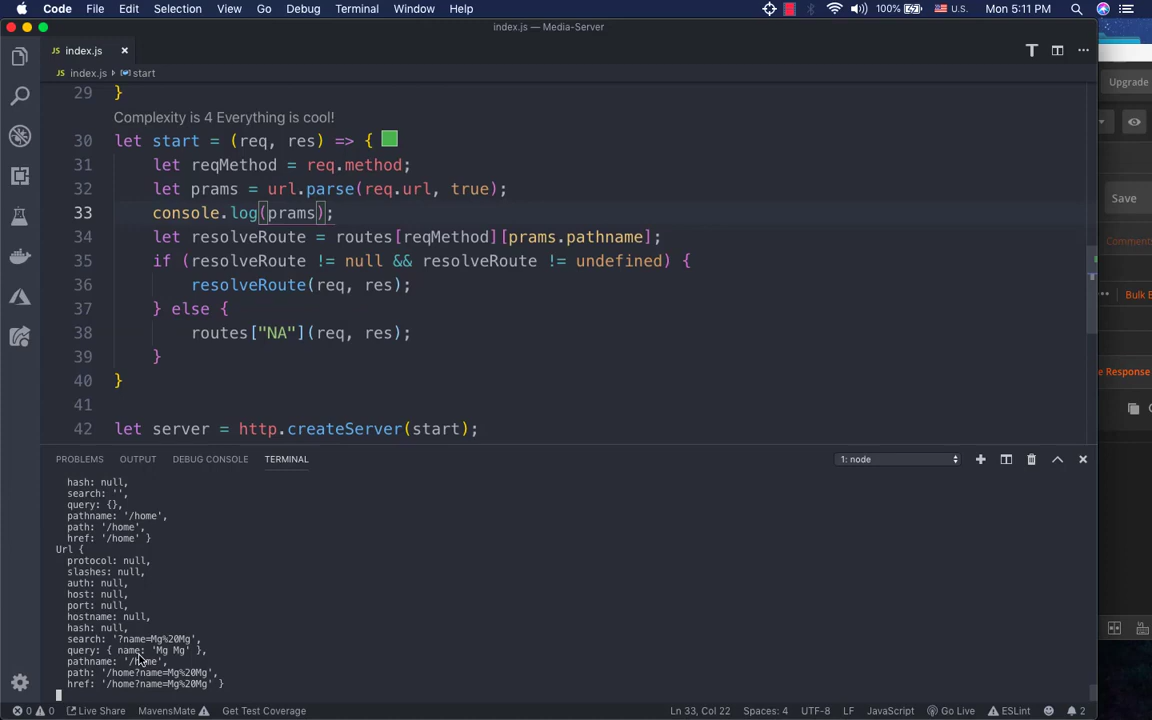 Code File Edit Selection View Go Debug Terminal Window Help 100% U.S. Mon 5:11 PM
index.js — Media-Server
JS index.js ×
Upgrade
JS index.js › start
29 }
Complexity is 4 Everything is cool!
30 let start = (req, res) => {
31 let reqMethod = req.method;
32 let prams = url.parse(req.url, true);
Save
33 console.log(prams);
34 let resolveRoute = routes[reqMethod][prams.pathname];
Comments
35 if (resolveRoute != null && resolveRoute != undefined) {
36 resolveRoute(req, res);
Bulk E
37 } else {
38 routes["NA"](req, res);
39 }
e Response
40 }
41
42 let server = http.createServer(start);
PROBLEMS OUTPUT DEBUG CONSOLE TERMINAL 1: node
hash: null,
search: '',
query: {},
pathname: '/home',
path: '/home',
href: '/home' }
Url {
protocol: null,
slashes: null,
auth: null,
host: null,
port: null,
hostname: null,
hash: null,
search: '?name=Mg%20Mg',
query: { name: 'Mg Mg' },
pathname: '/home',
path: '/home?name=Mg%20Mg',
href: '/home?name=Mg%20Mg' }
0 0 Live Share MavensMate Get Test Coverage Ln 33, Col 22 Spaces: 4 UTF-8 LF JavaScript Go Live ESLint 2